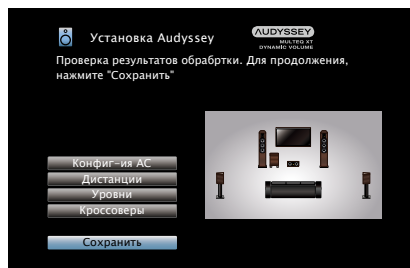 Установка Audyssey
AUDYSSEY
MULTEQ XT
DYNAMIC VOLUME
Проверка результатов обрабртки. Для продолжения,
нажмите "Сохранить"
Конфиг-ия АС
Дистанции
Уровни
Кроссоверы
Сохранить